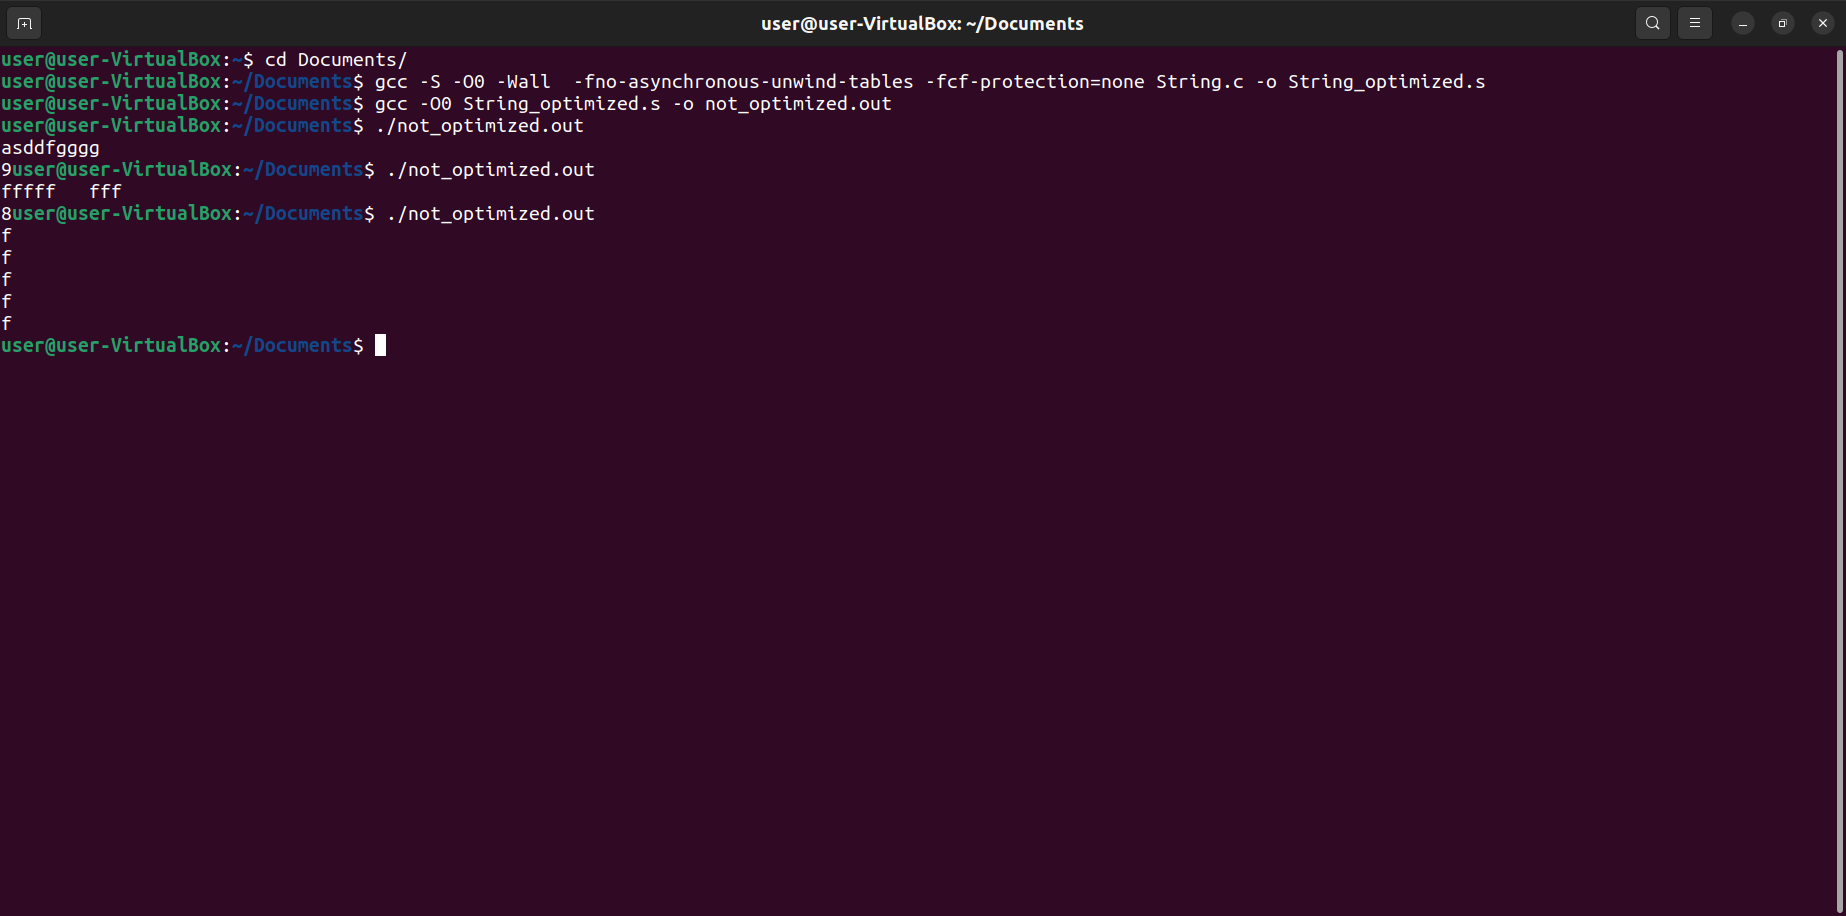 user@user-VirtualBox: ~/Documents
user@user-VirtualBox:~$ cd Documents/
user@user-VirtualBox:~/Documents$ gcc -S -O0 -Wall  -fno-asynchronous-unwind-tables -fcf-protection=none String.c -o String_optimized.s
user@user-VirtualBox:~/Documents$ gcc -O0 String_optimized.s -o not_optimized.out
user@user-VirtualBox:~/Documents$ ./not_optimized.out
asddfgggg
9user@user-VirtualBox:~/Documents$ ./not_optimized.out
fffff   fff
8user@user-VirtualBox:~/Documents$ ./not_optimized.out
f
f
f
f
f
user@user-VirtualBox:~/Documents$